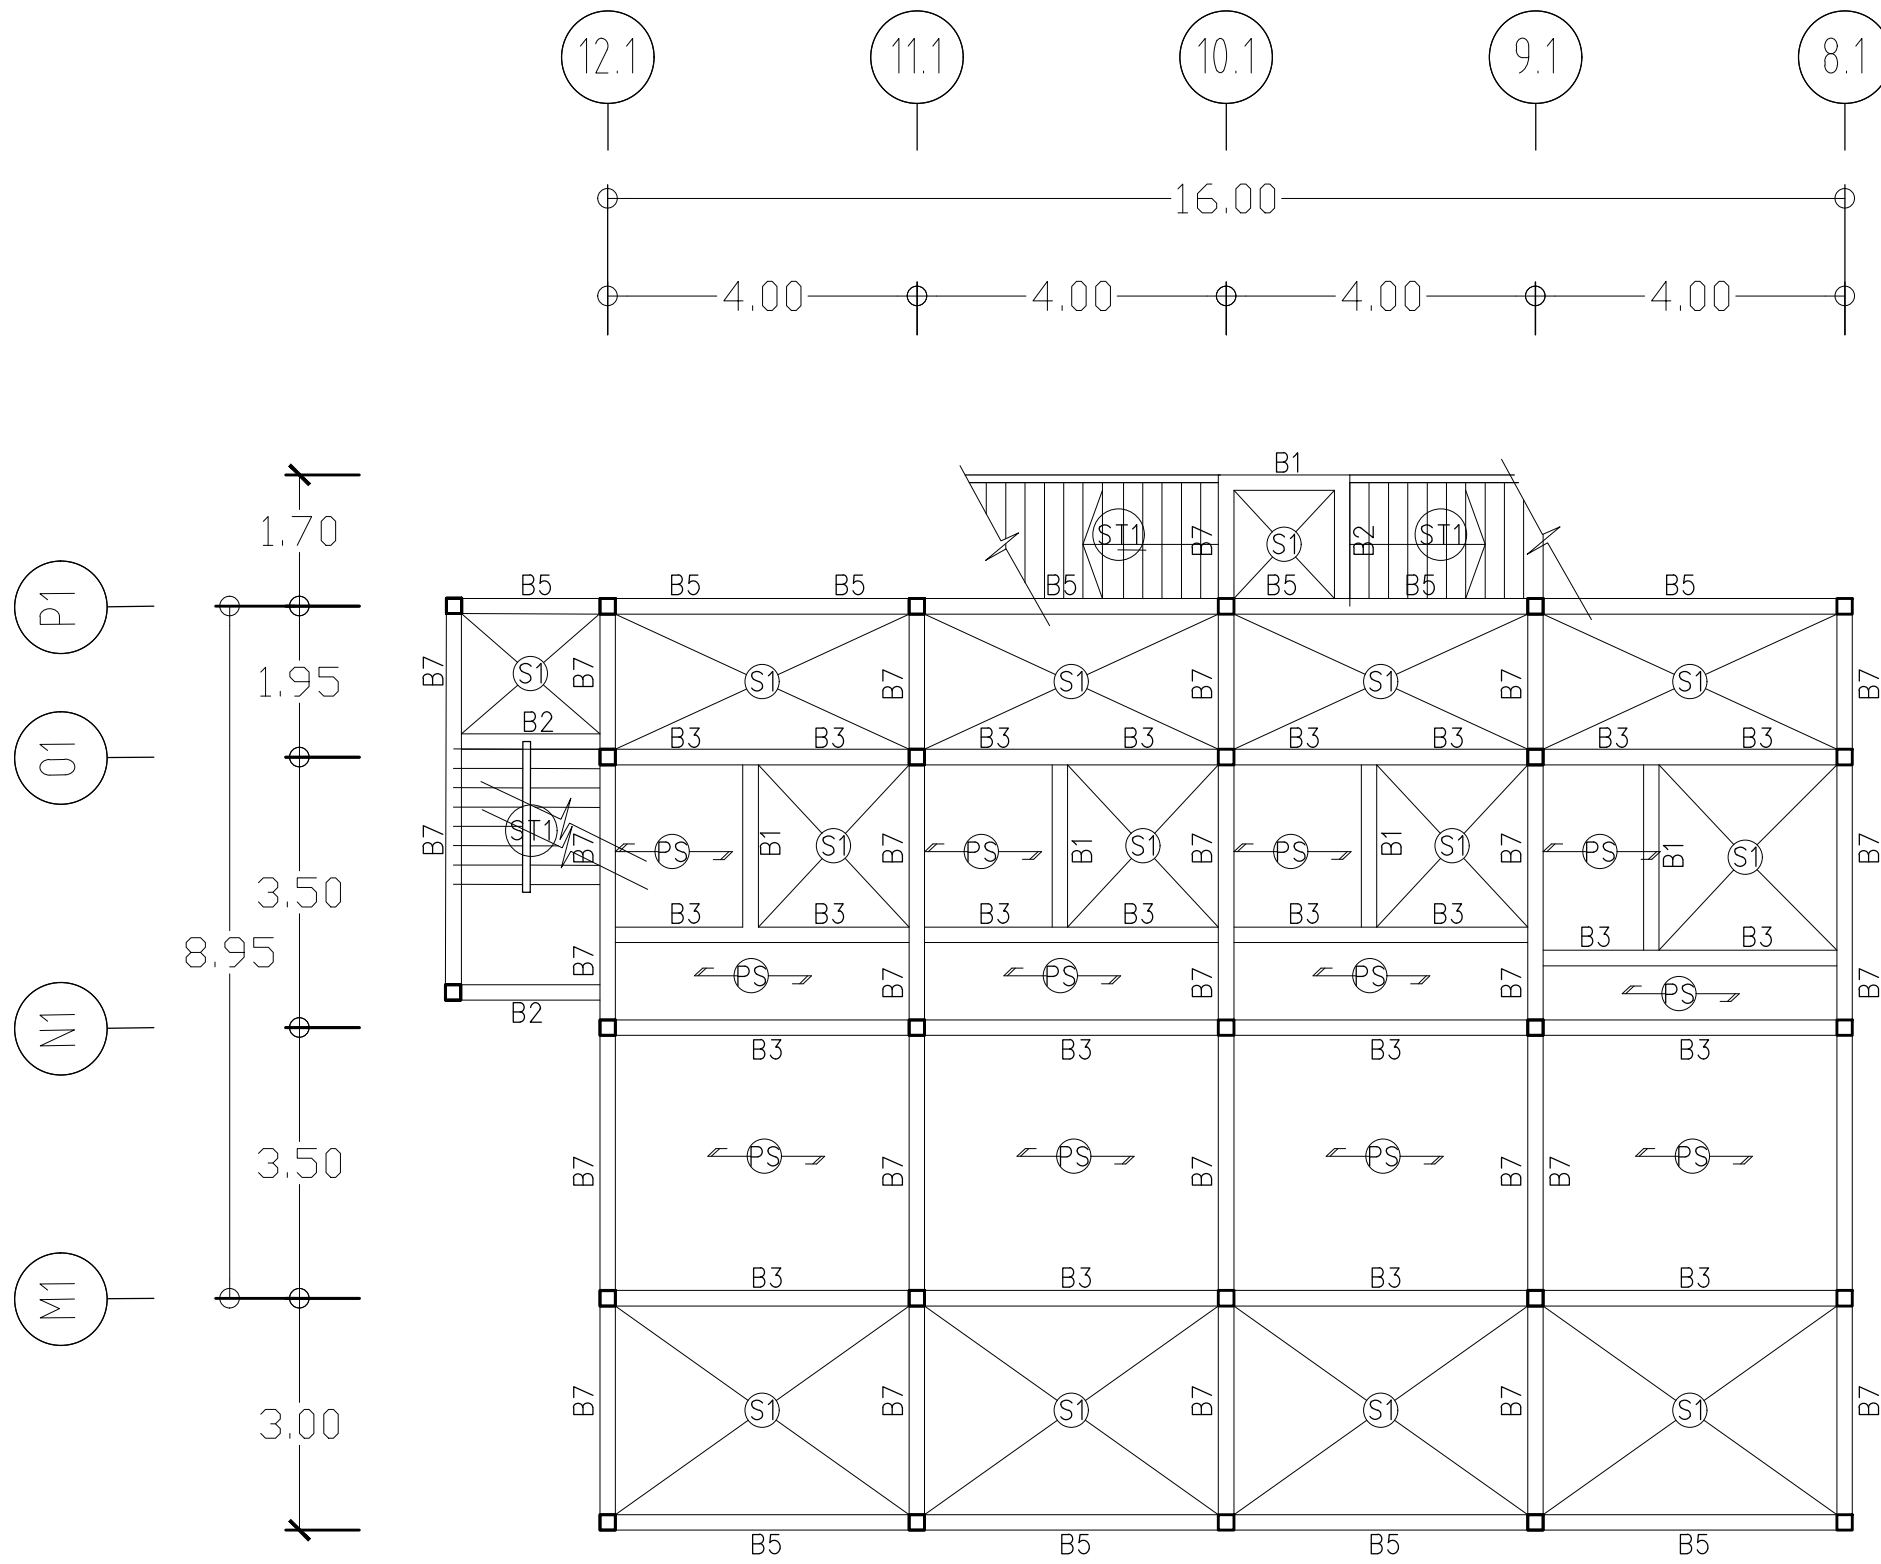 12.1 11.1 10.1 9.1 8.1
16.00
4.00 4.00 4.00 4.00
B1
1.70
ST1 B7 S1 B2 ST1
B5 B5 B5 B5 B5 B5 B5
P1
B7 S1 B7 S1 B7 S1 B7 S1 B7 S1 B7
1.95
B2 B3 B3 B3 B3 B3 B3 B3 B3
O1
B7 ST1 B7 PS B1 S1 B7 PS B1 S1 B7 PS B1 S1 B7 PS B1 S1 B7
3.50
B3 B3 B3 B3 B3 B3 B3 B3
8.95
B7 PS B7 PS B7 PS B7 PS B7
B2
N1
B3 B3 B3 B3
3.50
B7 PS B7 PS B7 PS B7 B7 PS
B3 B3 B3 B3
M1
B7 S1 B7 S1 B7 S1 B7 S1 B7
3.00
B5 B5 B5 B5